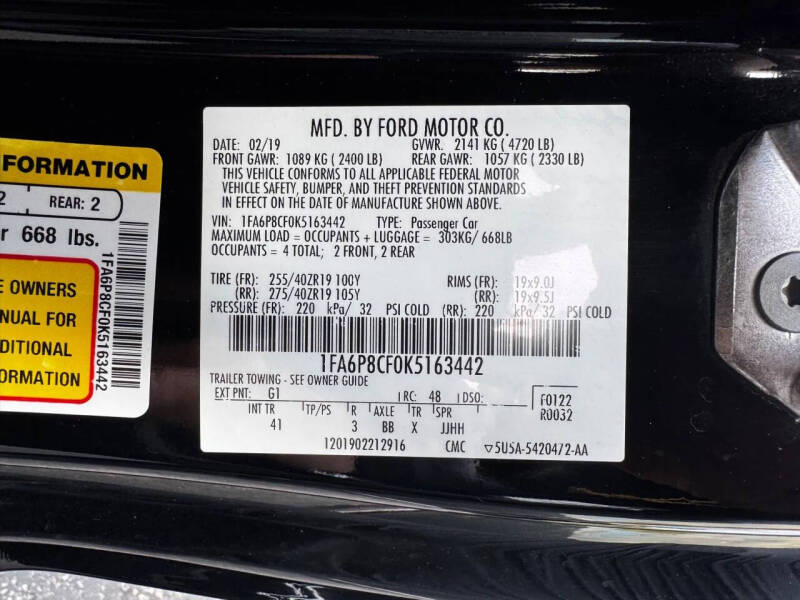 MFD. BY FORD MOTOR CO.
DATE: 02/19 GVWR: 2141 KG ( 4720 LB)
FRONT GAWR: 1089 KG ( 2400 LB) REAR GAWR: 1057 KG ( 2330 LB)
THIS VEHICLE CONFORMS TO ALL APPLICABLE FEDERAL MOTOR
VEHICLE SAFETY, BUMPER, AND THEFT PREVENTION STANDARDS
IN EFFECT ON THE DATE OF MANUFACTURE SHOWN ABOVE.
VIN: 1FA6P8CF0K5163442 TYPE: Passenger Car
MAXIMUM LOAD = OCCUPANTS + LUGGAGE = 303KG/ 668LB
OCCUPANTS = 4 TOTAL; 2 FRONT, 2 REAR
TIRE (FR): 255/40ZR19 100Y RIMS (FR): 19x9.0J
(RR): 275/40ZR19 105Y (RR): 19x9.5J
PRESSURE (FR): 220 kPa/ 32 PSI COLD (RR): 220 kPa/ 32 PSI COLD
1FA6P8CF0K5163442
TRAILER TOWING - SEE OWNER GUIDE
EXT PNT: G1 RC: 48 DSO: F0122
R0032
INT TR TP/PS R AXLE TR SPR
41 3 BB X JJHH
1201902212916 CMC ▽5U5A-5420472-AA
FORMATION
2 REAR: 2
r 668 lbs.
1FA6P8CF0K5163442
E OWNERS
NUAL FOR
DITIONAL
ORMATION